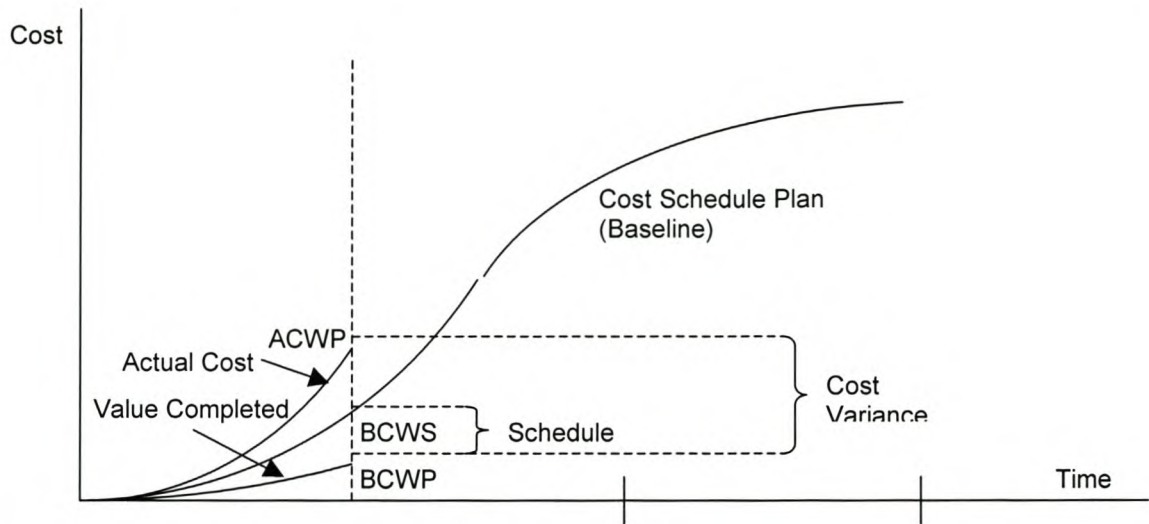 Cost
Cost Schedule Plan
(Baseline)
ACWP
Actual Cost
Value Completed
Cost
Variance
BCWS
Schedule
BCWP
Time